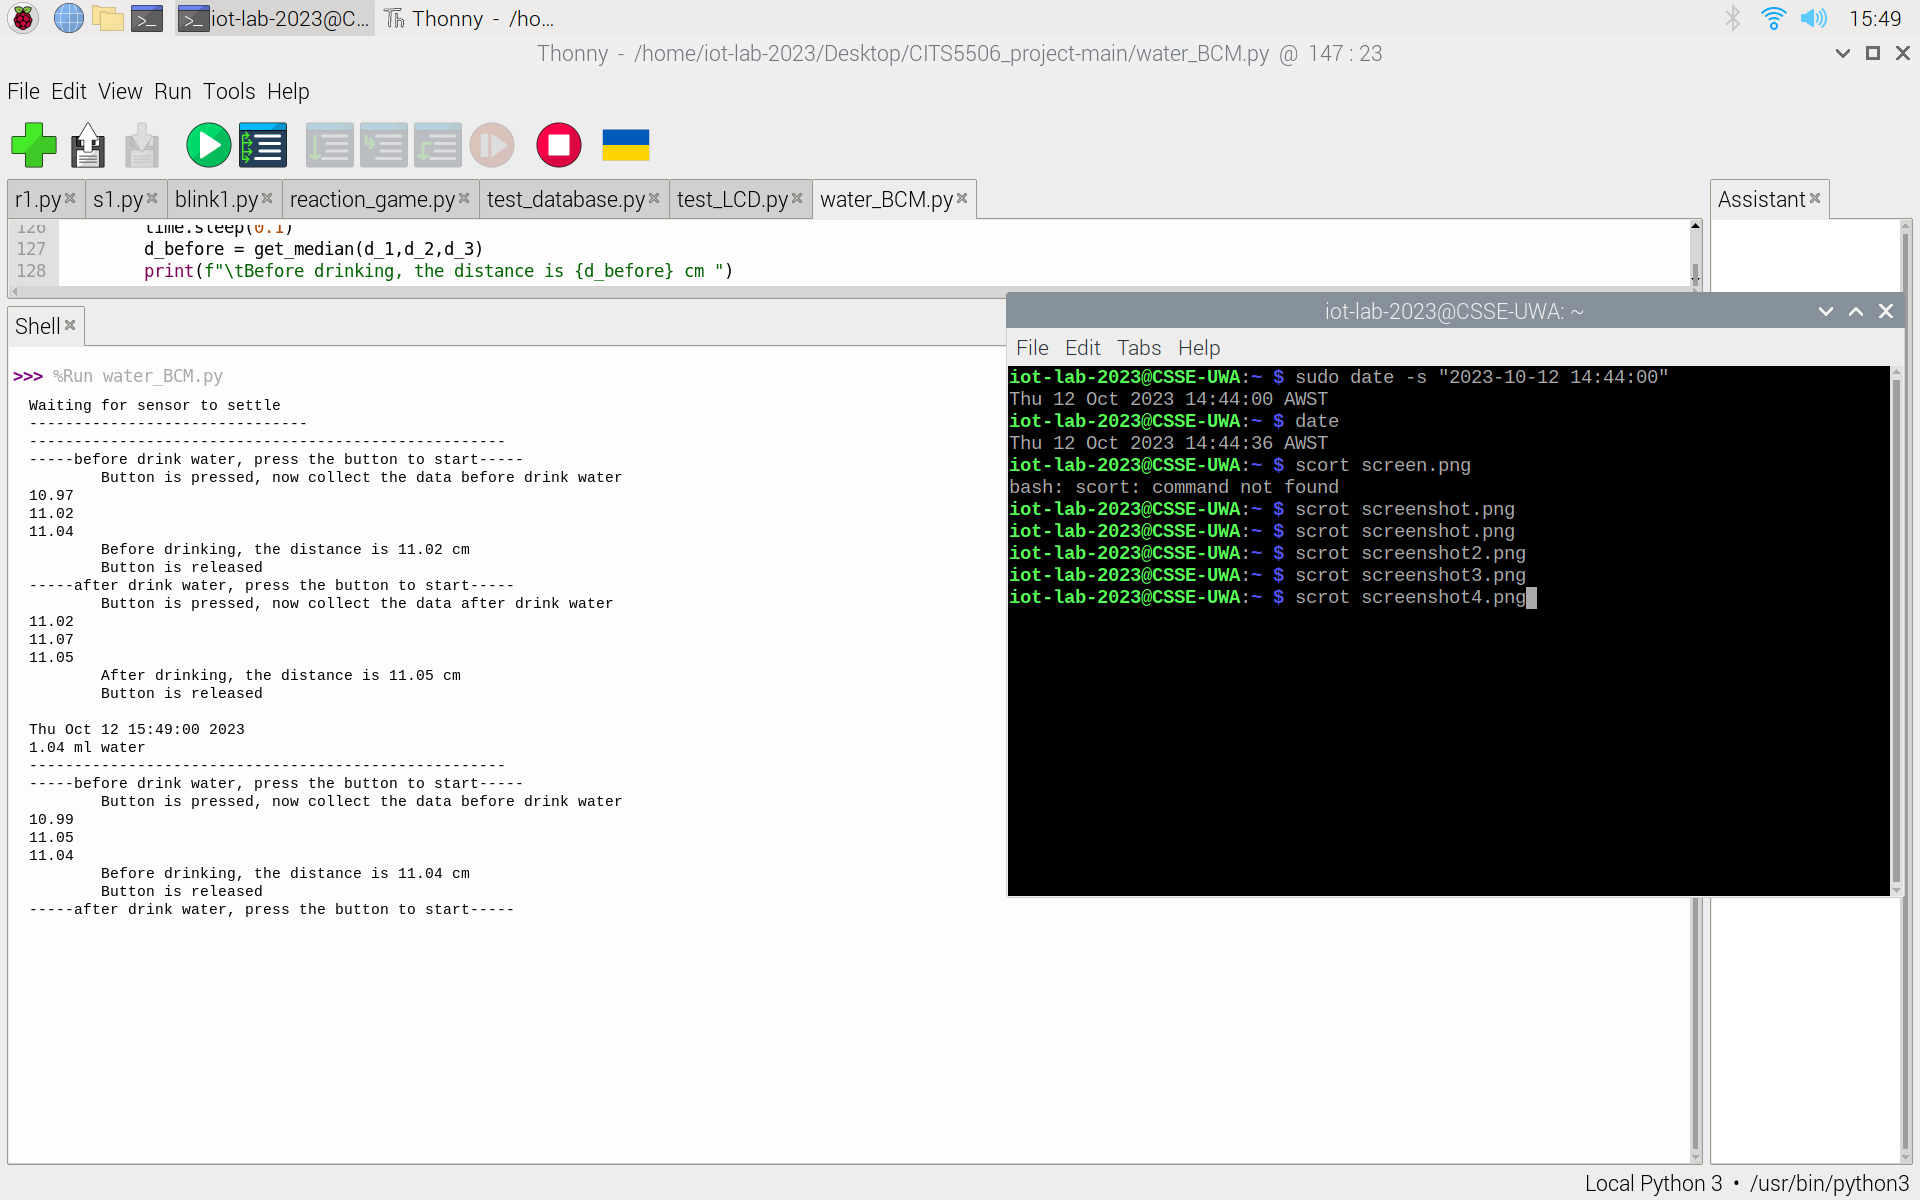 iot-lab-2023@C... Thonny - /ho... 15:49
Thonny - /home/iot-lab-2023/Desktop/CITS5506_project-main/water_BCM.py @ 147 : 23
File Edit View Run Tools Help
r1.py s1.py blink1.py reaction_game.py test_database.py test_LCD.py water_BCM.py Assistant
126 time.sleep(0.1)
127 d_before = get_median(d_1,d_2,d_3)
128 print(f"\tBefore drinking, the distance is {d_before} cm ")
Shell
>>> %Run water_BCM.py
Waiting for sensor to settle
-------------------------------
-----------------------------------------------------
-----before drink water, press the button to start-----
Button is pressed, now collect the data before drink water
10.97
11.02
11.04
Before drinking, the distance is 11.02 cm
Button is released
-----after drink water, press the button to start-----
Button is pressed, now collect the data after drink water
11.02
11.07
11.05
After drinking, the distance is 11.05 cm
Button is released
Thu Oct 12 15:49:00 2023
1.04 ml water
-----------------------------------------------------
-----before drink water, press the button to start-----
Button is pressed, now collect the data before drink water
10.99
11.05
11.04
Before drinking, the distance is 11.04 cm
Button is released
-----after drink water, press the button to start-----
iot-lab-2023@CSSE-UWA: ~
File Edit Tabs Help
iot-lab-2023@CSSE-UWA:~ $ sudo date -s "2023-10-12 14:44:00"
Thu 12 Oct 2023 14:44:00 AWST
iot-lab-2023@CSSE-UWA:~ $ date
Thu 12 Oct 2023 14:44:36 AWST
iot-lab-2023@CSSE-UWA:~ $ scort screen.png
bash: scort: command not found
iot-lab-2023@CSSE-UWA:~ $ scrot screenshot.png
iot-lab-2023@CSSE-UWA:~ $ scrot screenshot.png
iot-lab-2023@CSSE-UWA:~ $ scrot screenshot2.png
iot-lab-2023@CSSE-UWA:~ $ scrot screenshot3.png
iot-lab-2023@CSSE-UWA:~ $ scrot screenshot4.png
Local Python 3 • /usr/bin/python3